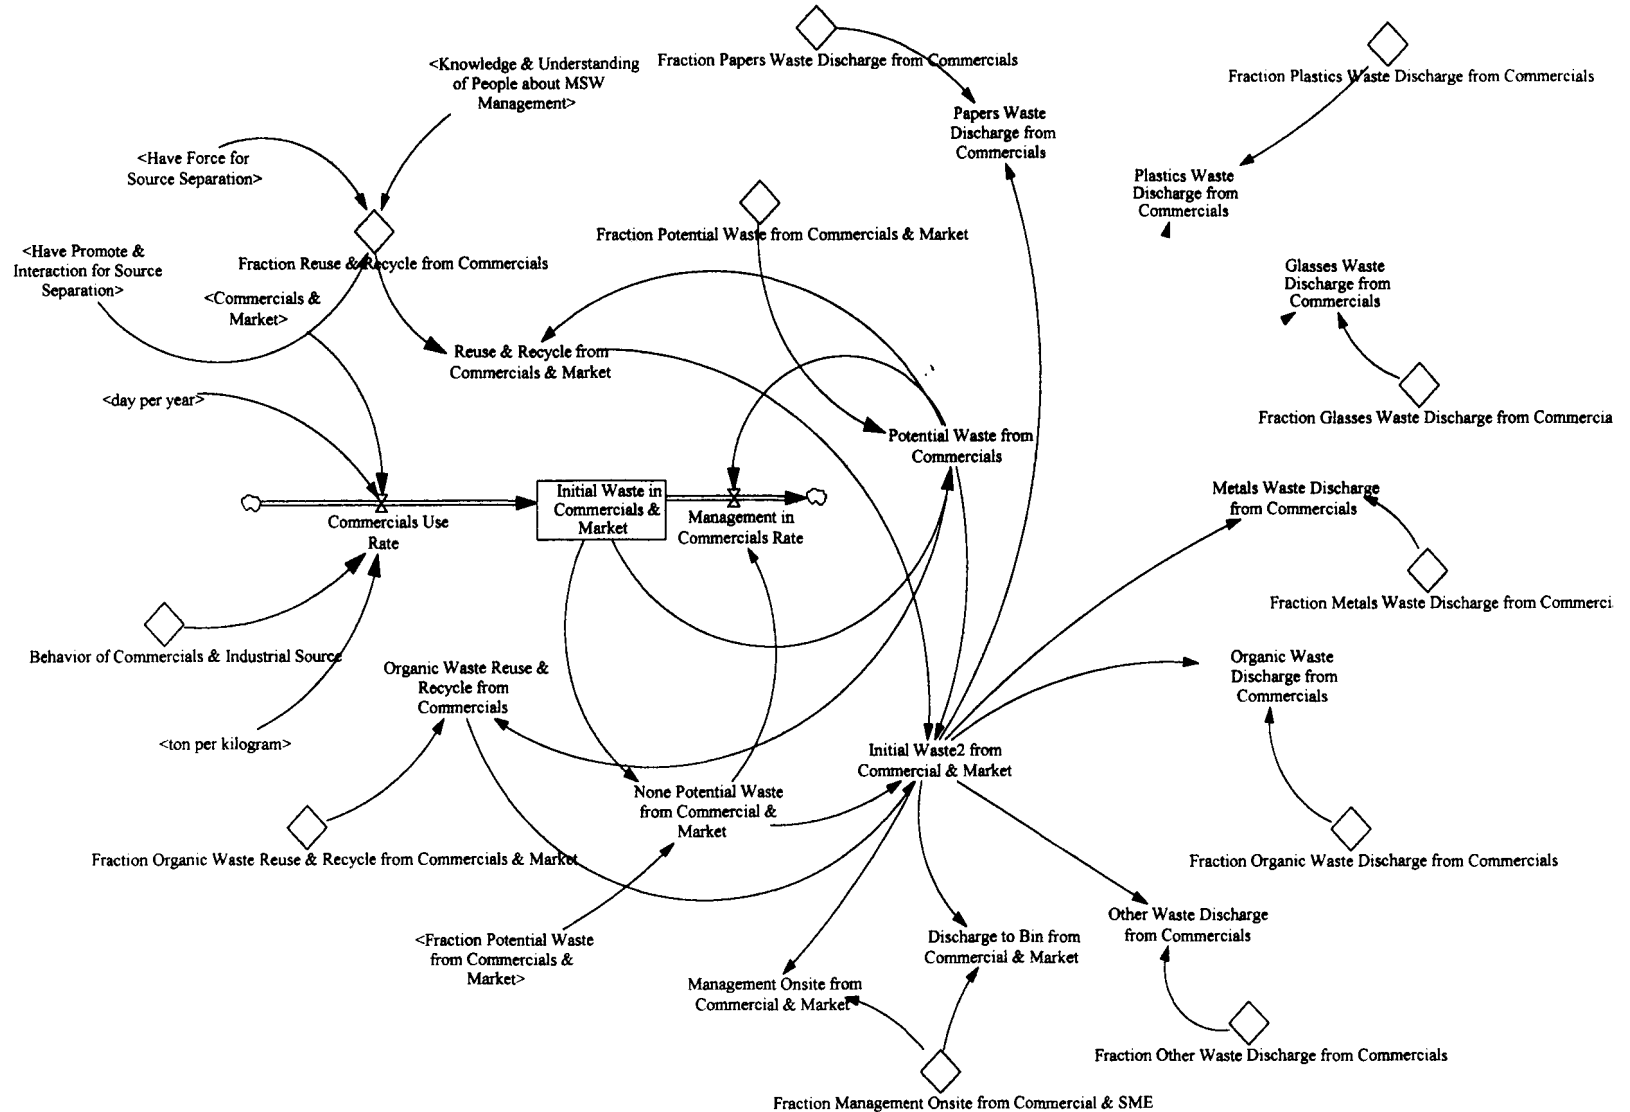 Fraction Papers Waste Discharge from Commercials
<Knowledge & Understanding
of People about MSW
Management>
Fraction Plastics Waste Discharge from Commercials
Papers Waste
Discharge from
Commercials
<Have Force for
Source Separation>
Plastics Waste
Discharge from
Commercials
Fraction Potential Waste from Commercials & Market
<Have Promote &
Interaction for Source
Separation>
Fraction Reuse & Recycle from Commercials
Glasses Waste
Discharge from
Commercials
<Commercials &
Market>
Reuse & Recycle from
Commercials & Market
<day per year>
Fraction Glasses Waste Discharge from Commercia
Potential Waste from
Commercials
Initial Waste in
Commercials &
Market
Commercials Use
Rate
Management in
Commercials Rate
Metals Waste Discharge
from Commercials
Fraction Metals Waste Discharge from Commerci
Behavior of Commercials & Industrial Source
Organic Waste Reuse &
Recycle from
Commercials
Organic Waste
Discharge from
Commercials
<ton per kilogram>
Initial Waste2 from
Commercial & Market
None Potential Waste
from Commercial &
Market
Fraction Organic Waste Reuse & Recycle from Commercials & Market
Fraction Organic Waste Discharge from Commercials
<Fraction Potential Waste
from Commercials &
Market>
Discharge to Bin from
Commercial & Market
Other Waste Discharge
from Commercials
Management Onsite from
Commercial & Market
Fraction Other Waste Discharge from Commercials
Fraction Management Onsite from Commercial & SME